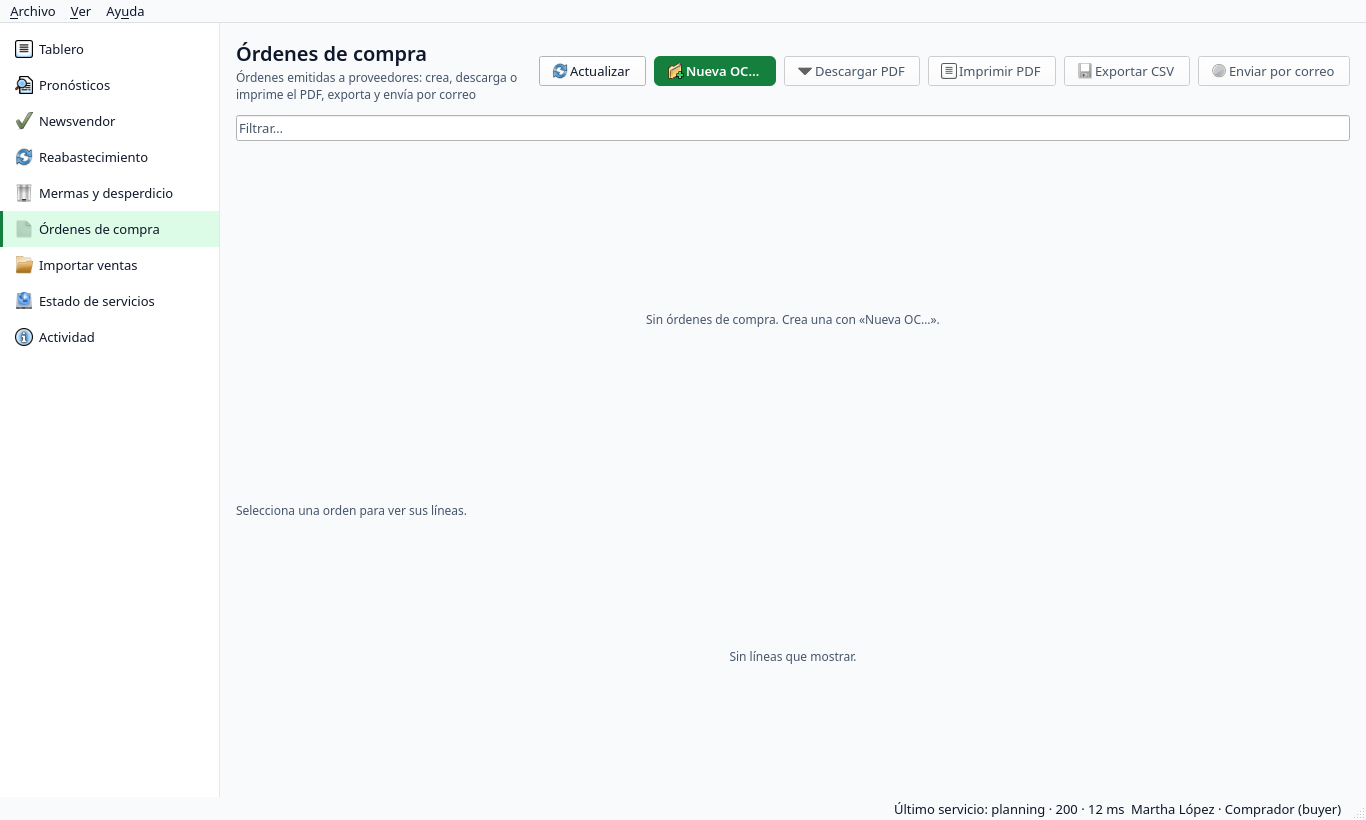 Archivo Ver Ayuda
Tablero
Pronósticos
Newsvendor
Reabastecimiento
Mermas y desperdicio
Órdenes de compra
Importar ventas
Estado de servicios
Actividad
Órdenes de compra
Órdenes emitidas a proveedores: crea, descarga o
imprime el PDF, exporta y envía por correo
Actualizar Nueva OC... Descargar PDF Imprimir PDF Exportar CSV Enviar por correo
Filtrar...
Sin órdenes de compra. Crea una con «Nueva OC...».
Selecciona una orden para ver sus líneas.
Sin líneas que mostrar.
Último servicio: planning · 200 · 12 ms Martha López · Comprador (buyer)